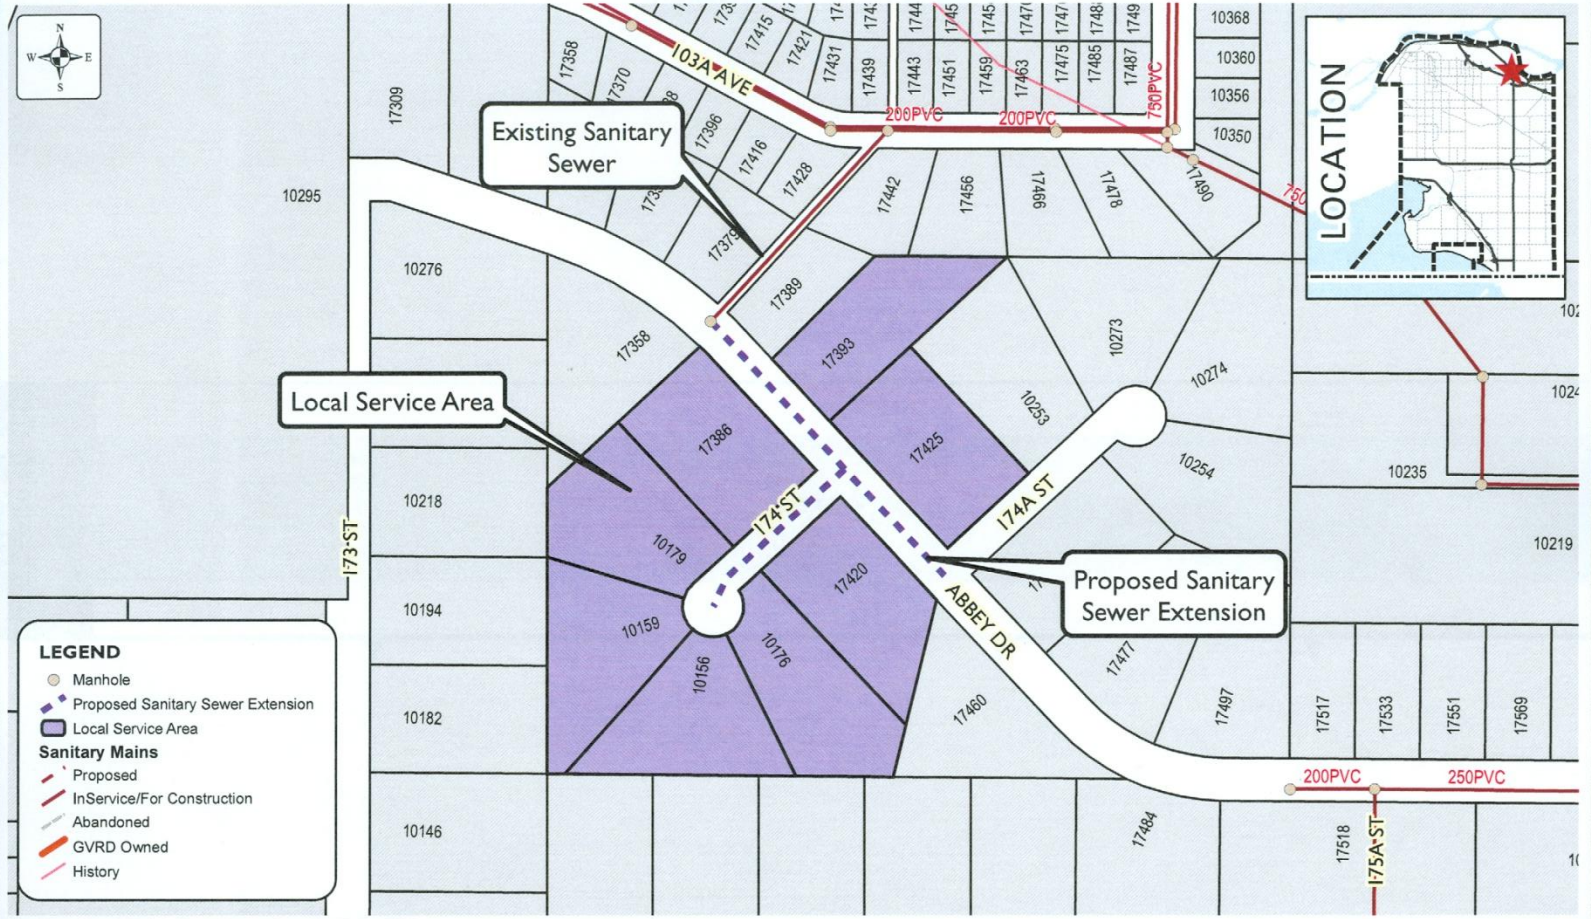 N
W
E
S
17358
17370
17396
17416
17428
17415
17421
17431
17439
17443
17451
17459
17463
17475
17485
17487
10368
10360
10356
10350
103A AVE
200PVC
200PVC
750PVC
17309
10295
Existing Sanitary
Sewer
17379
17389
17442
17456
17466
17478
17490
LOCATION
10276
17358
17393
10273
10274
10253
10254
Local Service Area
17386
17425
10218
10235
10219
173 ST
174 ST
174A ST
10179
17420
Proposed Sanitary
Sewer Extension
ABBEY DR
10194
10159
10156
10176
17460
17477
17497
10182
17517
17533
17551
17569
200PVC
250PVC
10146
17484
17518
175A ST
LEGEND
Manhole
Proposed Sanitary Sewer Extension
Local Service Area
Sanitary Mains
Proposed
InService/For Construction
Abandoned
GVRD Owned
History